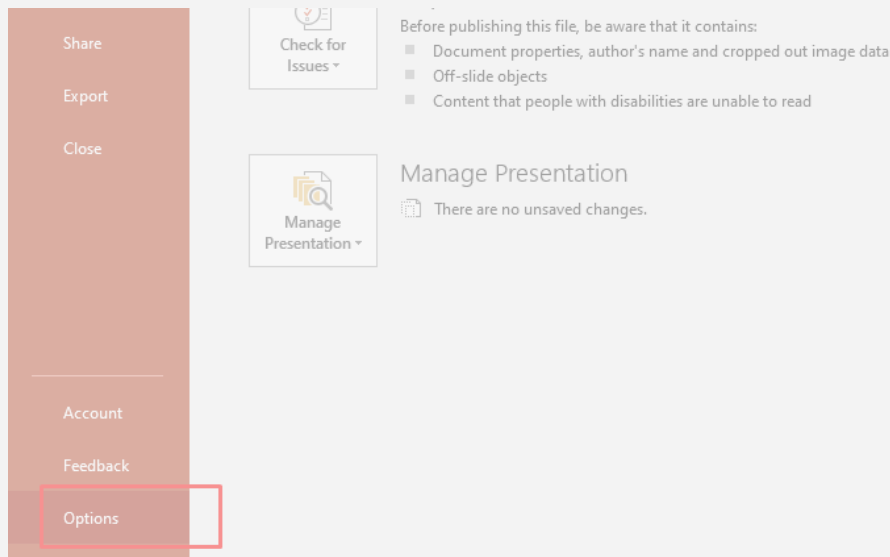 Share
Export
Close
Account
Feedback
Options
Check for
Issues
Before publishing this file, be aware that it contains:
Document properties, author's name and cropped out image data
Off-slide objects
Content that people with disabilities are unable to read
Manage
Presentation
Manage Presentation
There are no unsaved changes.